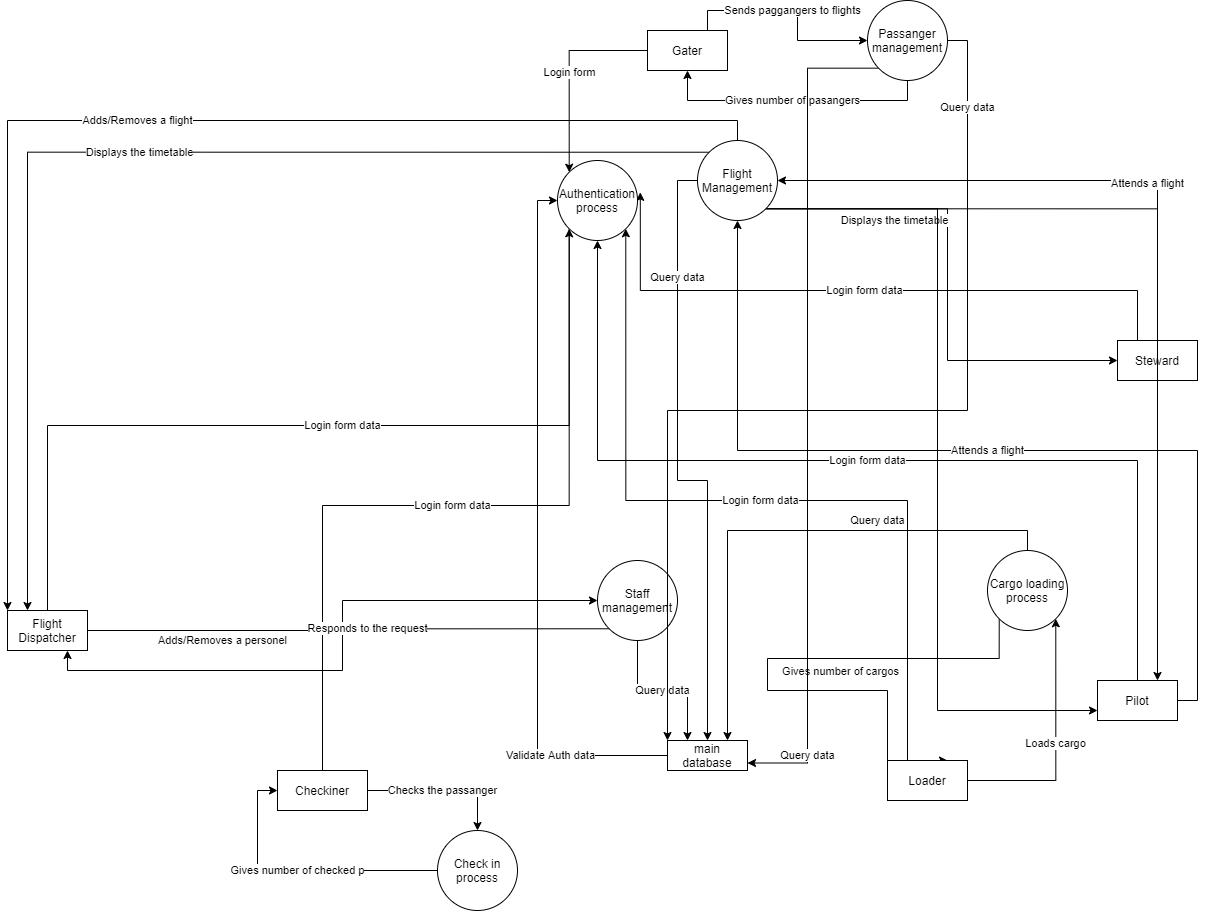 Sends paggangers to flights
Passanger
management
Gater
Login form
Gives number of pasangers
Query data
Adds/Removes a flight
Displays the timetable
Flight
Management
Attends a flight
Authentication
process
Displays the timetable
Query data
Login form data
Steward
Login form data
Attends a flight
Login form data
Login form data
Login form data
Query data
Cargo loading
process
Staff
management
Flight
Dispatcher
Responds to the request
Adds/Removes a personel
Gives number of cargos
Query data
Pilot
Loads cargo
Validate Auth data
main
database
Query data
Loader
Checkiner
Checks the passanger
Check in
process
Gives number of checked p